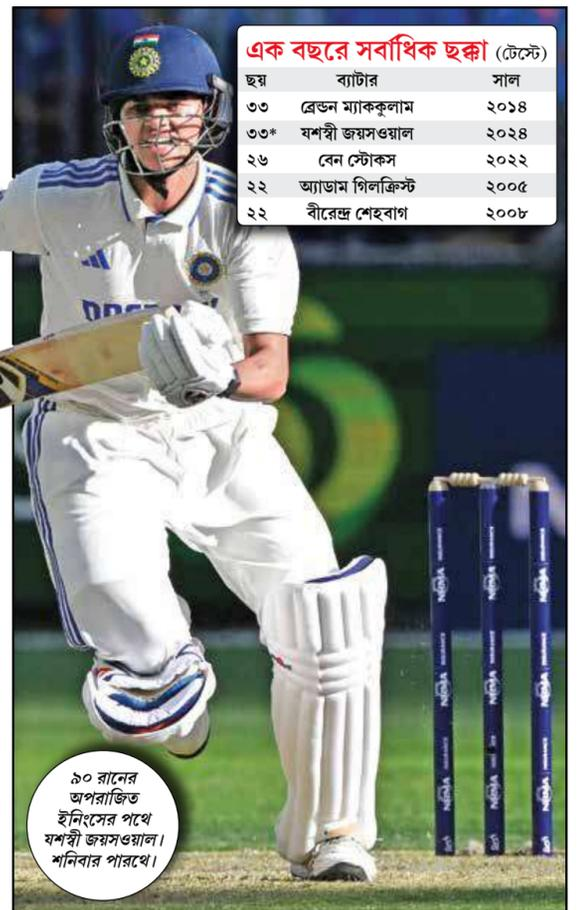 এক বছরে সর্বাধিক ছক্কা (টেস্টে)
ছয় ব্যাটার সাল
৩৩ ব্রেন্ডন ম্যাককুলাম ২০১৪
৩৩* যশস্বী জয়সওয়াল ২০২৪
২৬ বেন স্টোকস ২০২২
২২ অ্যাডাম গিলক্রিস্ট ২০০৫
২২ বীরেন্দ্র শেহবাগ ২০০৮
৯০ রানের
অপরাজিত
ইনিংসের পথে
যশস্বী জয়সওয়াল।
শনিবার পারথে।